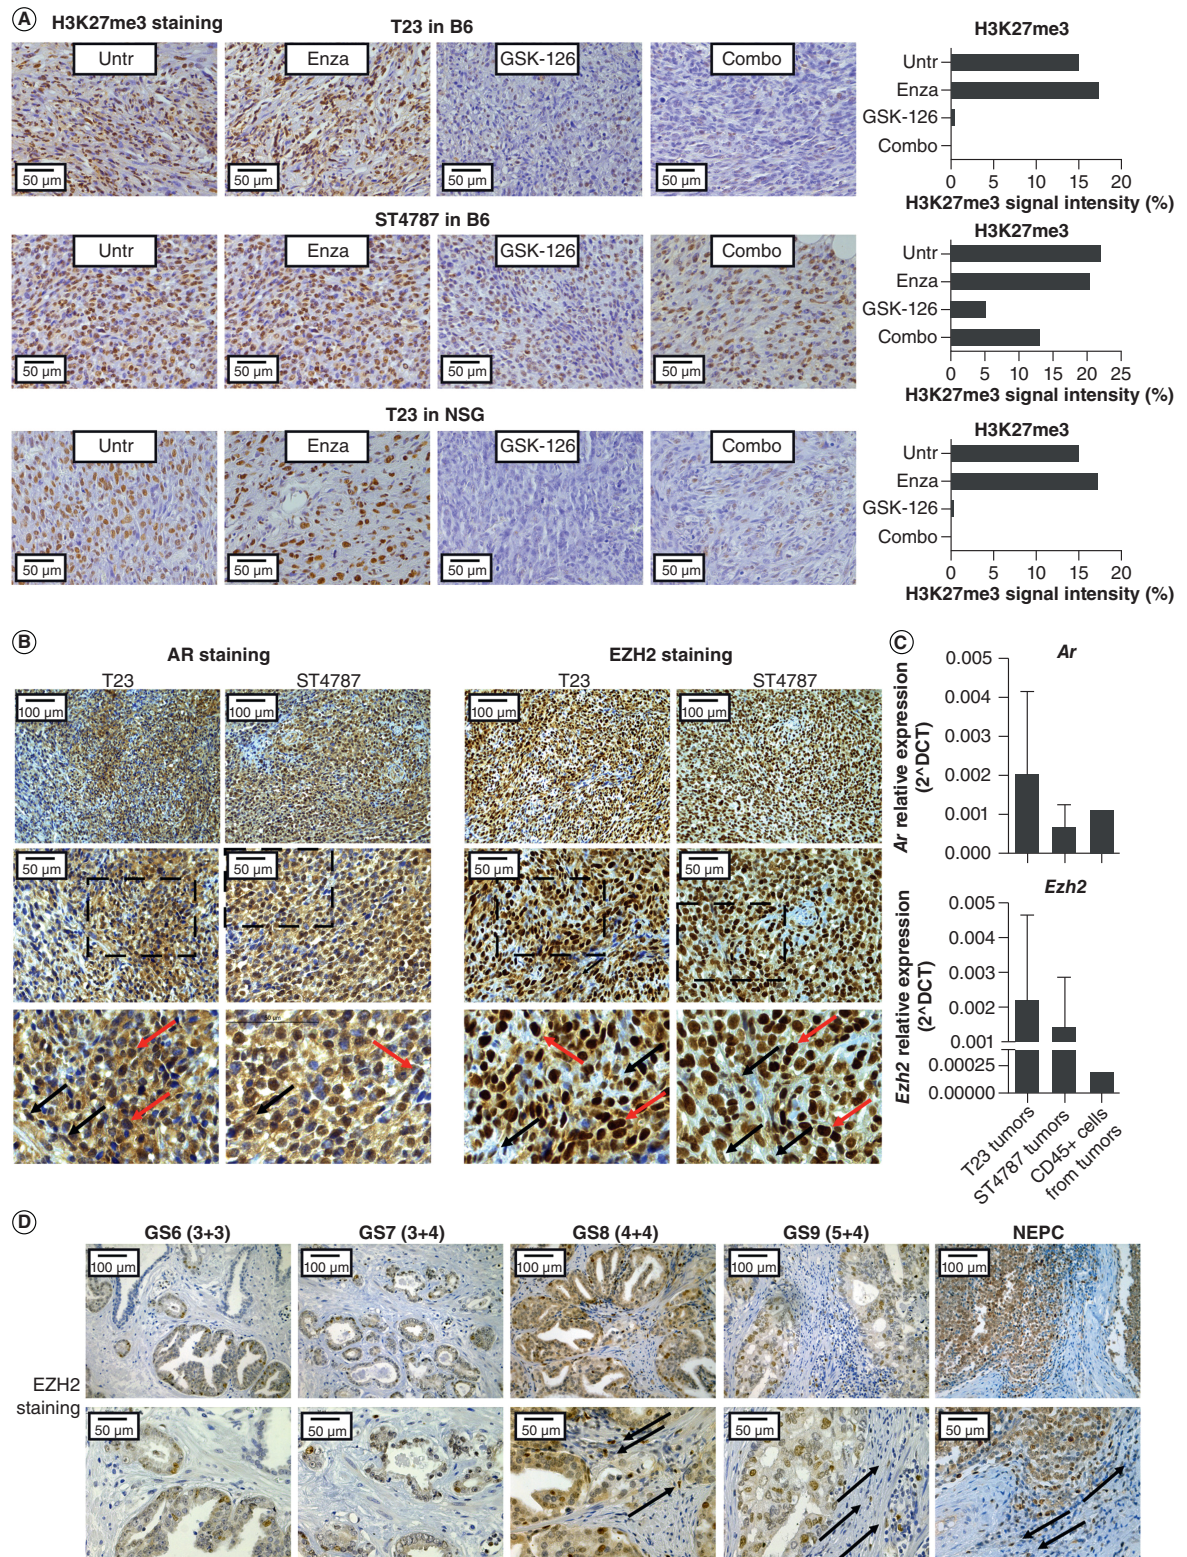 A H3K27me3 staining
T23 in B6
Untr
Enza
GSK-126
Combo
50 µm
50 µm
50 µm
50 µm
H3K27me3
Untr
Enza
GSK-126
Combo
0 5 10 15 20
H3K27me3 signal intensity (%)
ST4787 in B6
Untr
Enza
GSK-126
Combo
50 µm
50 µm
50 µm
50 µm
H3K27me3
Untr
Enza
GSK-126
Combo
0 5 10 15 20 25
H3K27me3 signal intensity (%)
T23 in NSG
Untr
Enza
GSK-126
Combo
50 µm
50 µm
50 µm
50 µm
H3K27me3
Untr
Enza
GSK-126
Combo
0 5 10 15 20
H3K27me3 signal intensity (%)
B
AR staining
T23 ST4787
100 µm
100 µm
50 µm
50 µm
EZH2 staining
T23 ST4787
100 µm
100 µm
50 µm
50 µm
C
Ar
Ar relative expression
(2^DCT)
0.005
0.004
0.003
0.002
0.001
0.000
Ezh2
Ezh2 relative expression
(2^DCT)
0.005
0.004
0.003
0.002
0.001
0.00025
0.00000
T23 tumors
ST4787 tumors
CD45+ cells
from tumors
D
GS6 (3+3)
GS7 (3+4)
GS8 (4+4)
GS9 (5+4)
NEPC
100 µm
100 µm
100 µm
100 µm
100 µm
EZH2
staining
50 µm
50 µm
50 µm
50 µm
50 µm